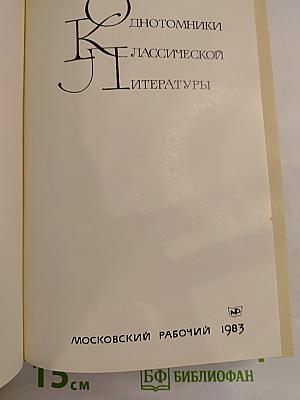 ОДНОТОМНИКИ
КЛАССИЧЕСКОЙ
ЛИТЕРАТУРЫ
МР
МОСКОВСКИЙ РАБОЧИЙ 1983
15 см
БФ БИБЛИОФАН